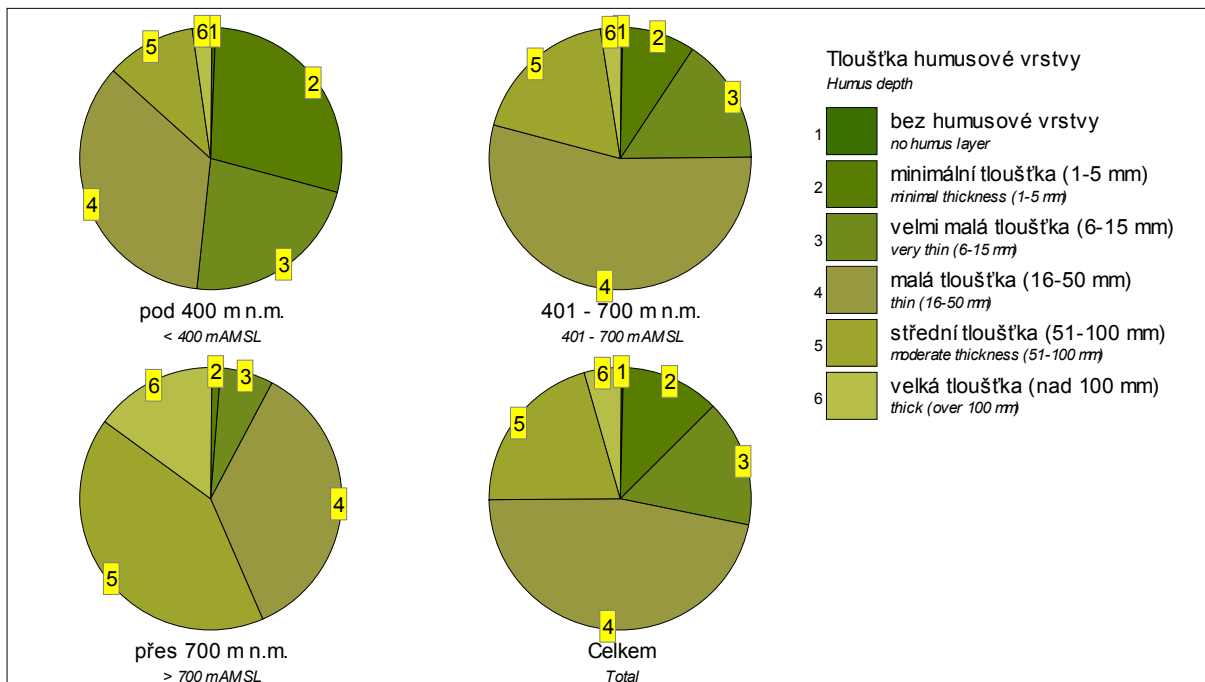 6
1
2
3
4
5
pod 400 m n.m.
< 400 mAMSL
6
1
2
3
4
5
401 - 700 m n.m.
401 - 700 mAMSL
2
3
4
5
6
přes 700 m n.m.
> 700 mAMSL
6
1
2
3
4
5
Celkem
Total
Tloušťka humusové vrstvy
Humus depth
1 bez humusové vrstvy
no humus layer
2 minimální tloušťka (1-5 mm)
minimal thickness (1-5 mm)
3 velmi malá tloušťka (6-15 mm)
very thin (6-15 mm)
4 malá tloušťka (16-50 mm)
thin (16-50 mm)
5 střední tloušťka (51-100 mm)
moderate thickness (51-100 mm)
6 velká tloušťka (nad 100 mm)
thick (over 100 mm)